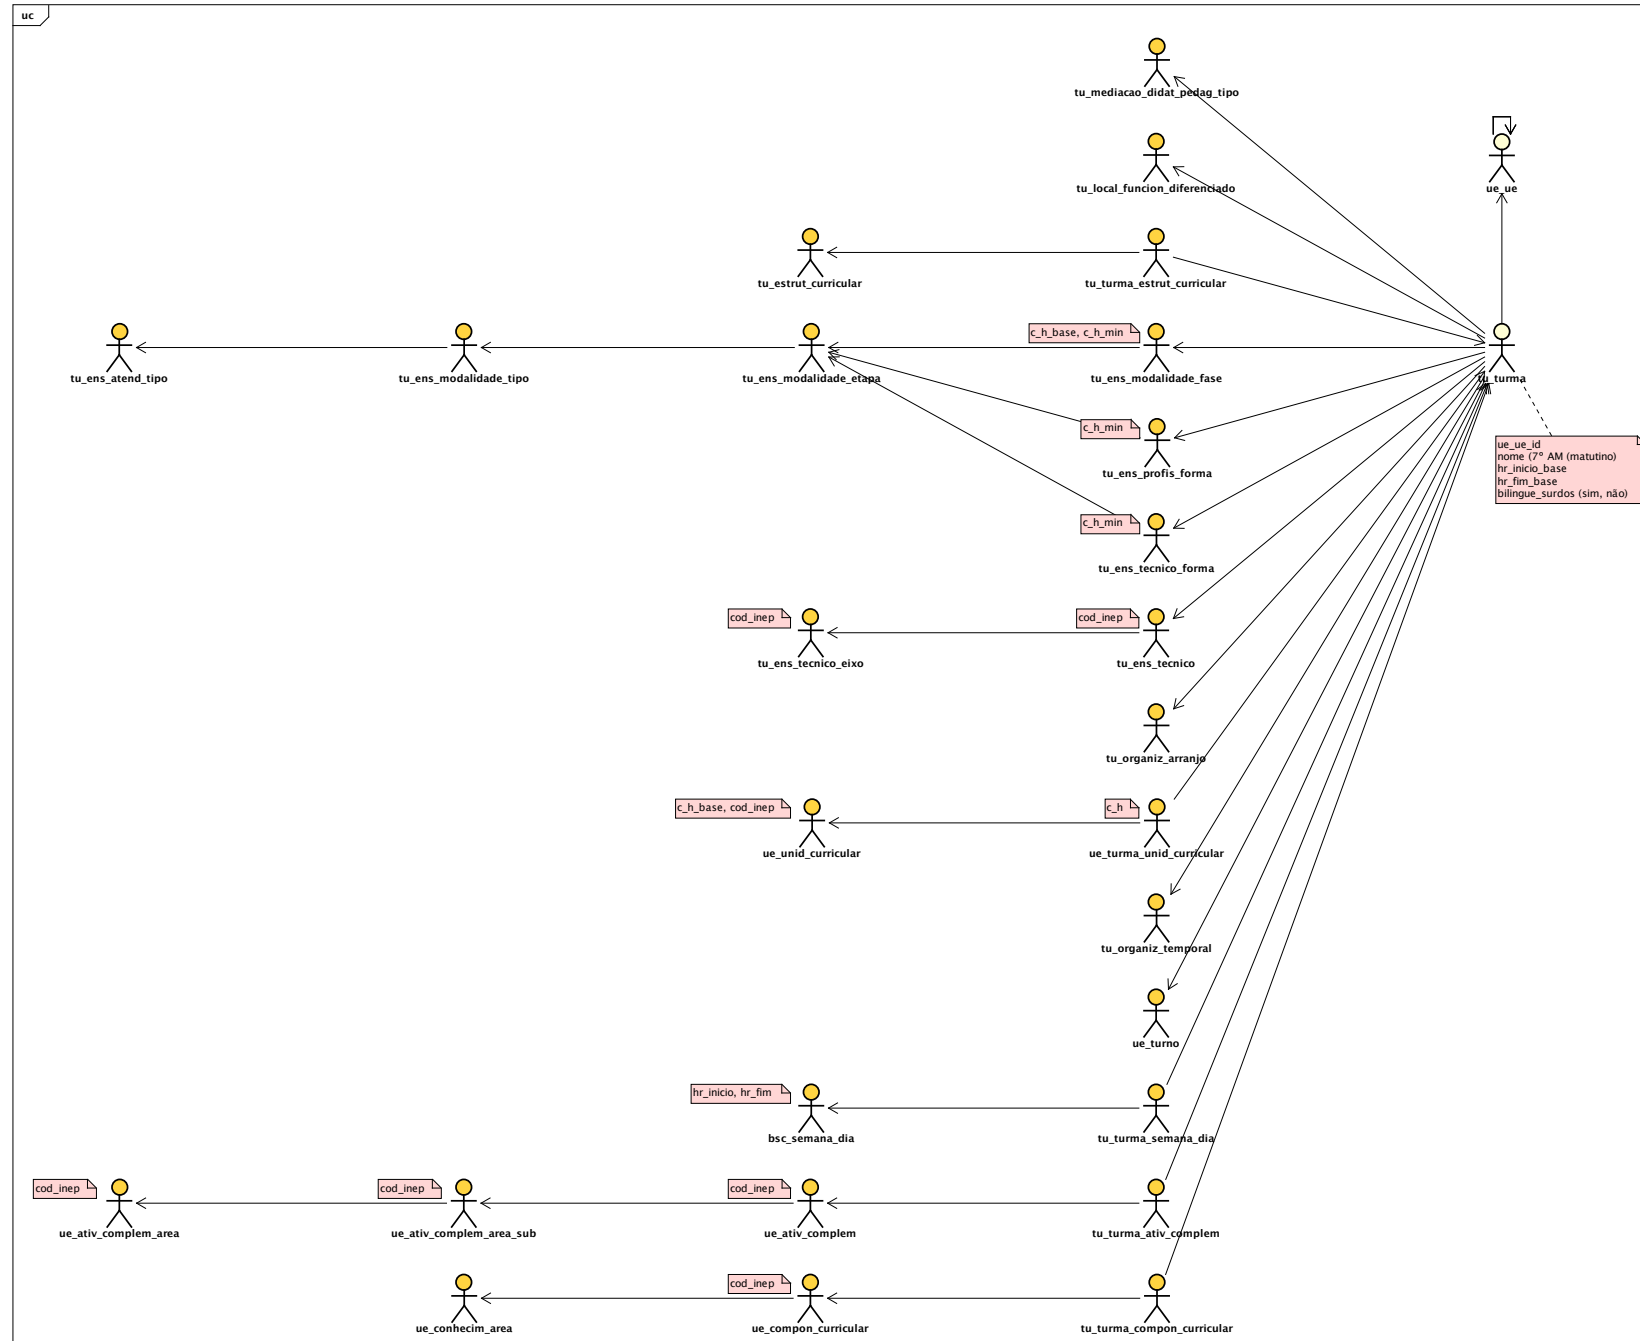 uc
tu_mediacao_didat_pedag_tipo
tu_local_funcion_diferenciado
ue_ue
tu_estrut_curricular
tu_turma_estrut_curricular
c_h_base, c_h_min
tu_ens_atend_tipo
tu_ens_modalidade_tipo
tu_ens_modalidade_etapa
tu_ens_modalidade_fase
tu_turma
c_h_min
tu_ens_profis_forma
ue_ue_id
nome (7º AM (matutino)
hr_inicio_base
hr_fim_base
bilingue_surdos (sim, não)
c_h_min
tu_ens_tecnico_forma
cod_inep
cod_inep
tu_ens_tecnico_eixo
tu_ens_tecnico
tu_organiz_arranjo
c_h_base, cod_inep
c_h
ue_unid_curricular
ue_turma_unid_curricular
tu_organiz_temporal
ue_turno
hr_inicio, hr_fim
bsc_semana_dia
tu_turma_semana_dia
cod_inep
cod_inep
cod_inep
ue_ativ_complem_area
ue_ativ_complem_area_sub
ue_ativ_complem
tu_turma_ativ_complem
cod_inep
ue_conhecim_area
ue_compon_curricular
tu_turma_compon_curricular